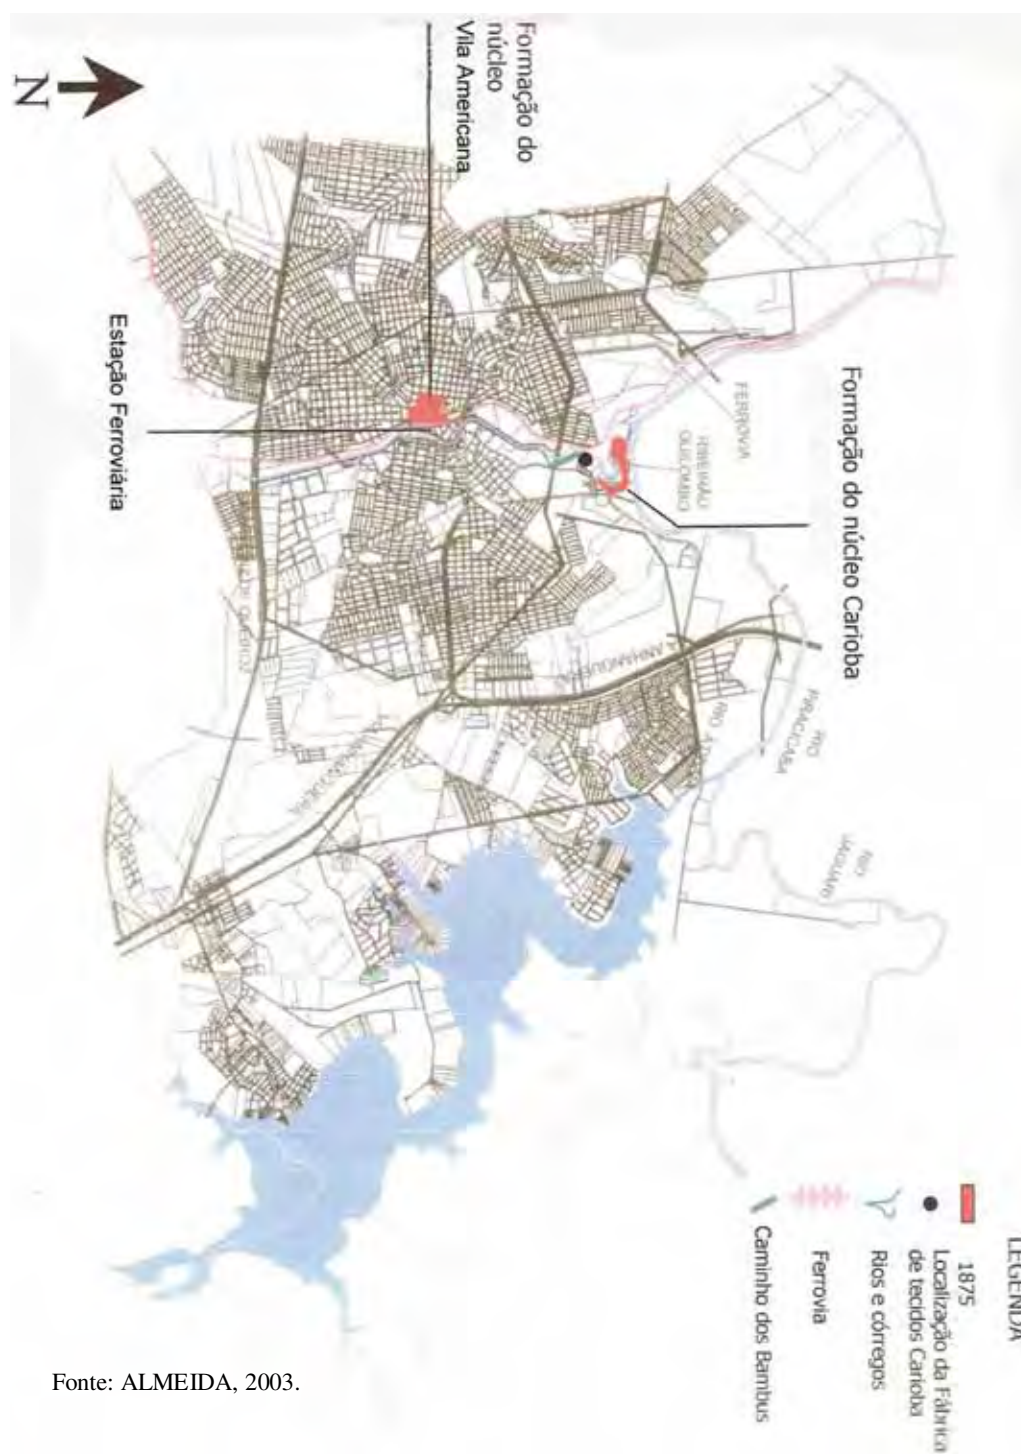 N
Formação do
núcleo
Vila Americana
Estação Ferroviária
Formação do núcleo Carioba
FERROVIA
RIBEIRÃO
QUILOMBO
ANHANGUERA
ANHANGUERA
RIO
PIRACICABA
RIO
JAGUARI
LEGENDA
1875
Localização da Fábrica
de tecidos Carioba
Rios e córregos
Ferrovia
Caminho dos Bambus
Fonte: ALMEIDA, 2003.